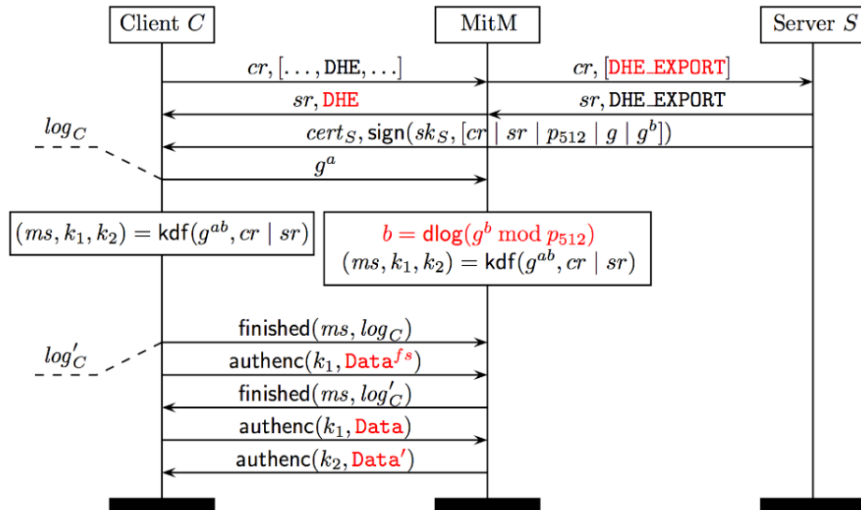 Client C MitM Server S
cr, [..., DHE, ...] cr, [DHE_EXPORT]
sr, DHE sr, DHE_EXPORT
log_C
cert_S, sign(sk_S, [cr | sr | p_512 | g | g^b])
g^a
(ms, k_1, k_2) = kdf(g^ab, cr | sr) b = dlog(g^b mod p_512)
(ms, k_1, k_2) = kdf(g^ab, cr | sr)
finished(ms, log_C)
log′_C
authenc(k_1, Data^fs)
finished(ms, log′_C)
authenc(k_1, Data)
authenc(k_2, Data′)